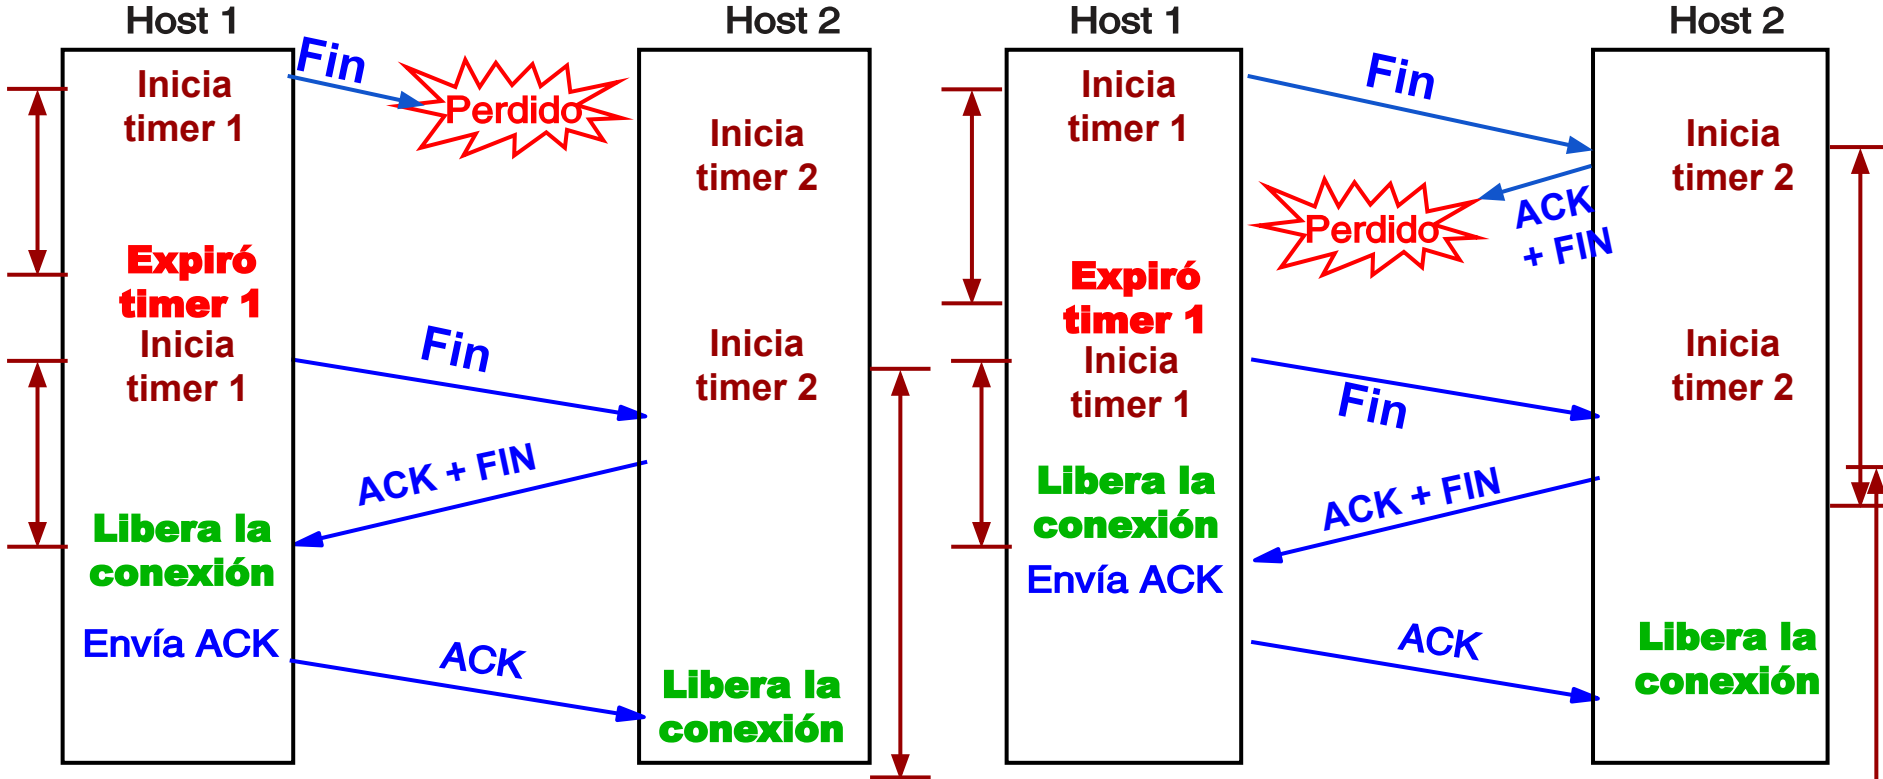 Host 1
Host 2
Fin
Perdido
Inicia
timer 1
Inicia
timer 2
Expiró
timer 1
Inicia
timer 1
Fin
Inicia
timer 2
ACK + FIN
Libera la
conexión
Envía ACK
ACK
Libera la
conexión
Host 1
Host 2
Fin
Inicia
timer 1
Inicia
timer 2
ACK
+ FIN
Perdido
Expiró
timer 1
Inicia
timer 1
Fin
Inicia
timer 2
ACK + FIN
Libera la
conexión
Envía ACK
ACK
Libera la
conexión